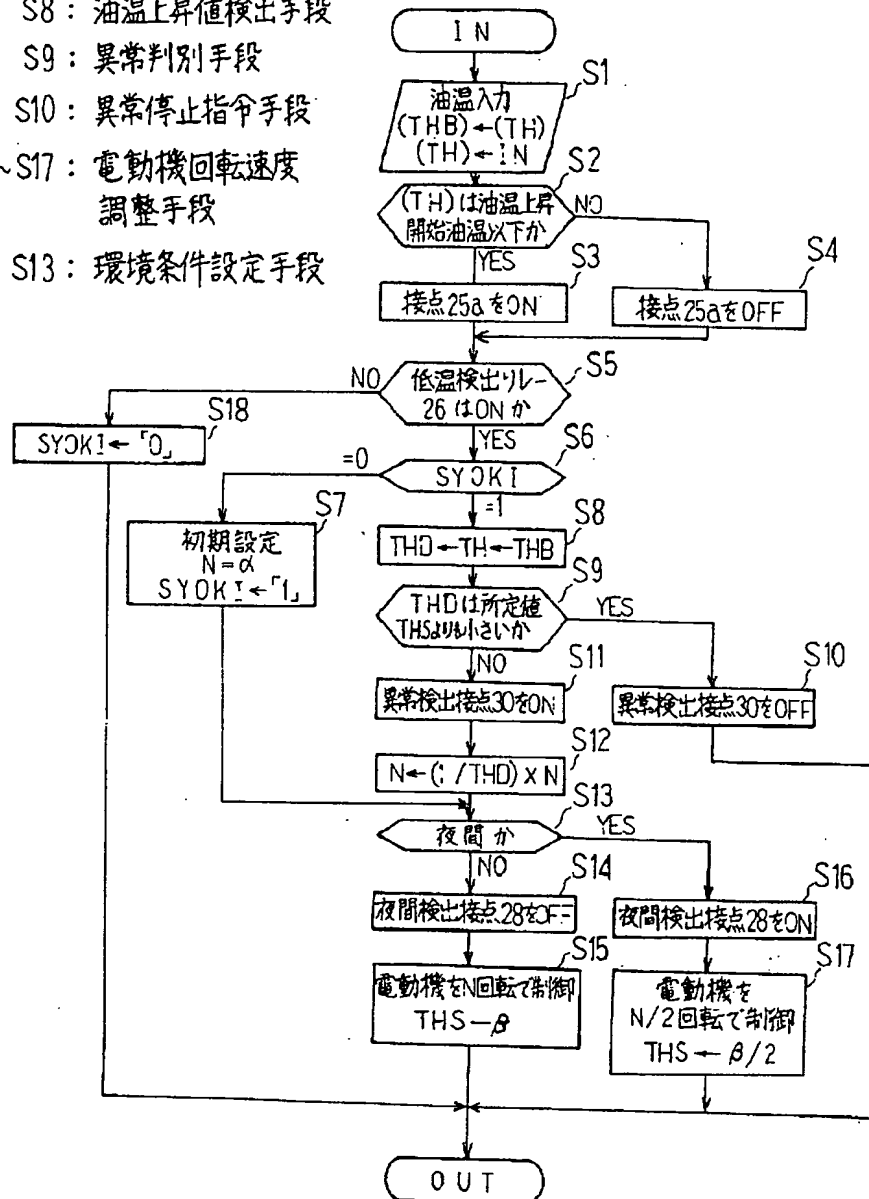 S8: 油温上昇値検出手段
S9: 異常判別手段
S10: 異常停止指令手段
~S17: 電動機回転速度
調整手段
S13: 環境条件設定手段
IN
S1
油温入力
(THB)←(TH)
(TH)←IN
S2
(TH)は油温上昇
開始油温以下か
NO
YES
S3
接点25aをON
S4
接点25aをOFF
S5
低温検出リレー
26はONか
NO
YES
S18
SYOKI←「0」
S6
SYOKI
=0
=1
S7
初期設定
N=α
SYOKI←「1」
S8
THD←TH←THB
S9
THDは所定値
THSよりも小さいか
YES
NO
S10
異常検出接点30をOFF
S11
異常検出接点30をON
S12
N←(i/THD)×N
S13
夜間か
YES
NO
S14
夜間検出接点28をOFF
S16
夜間検出接点28をON
S15
電動機をN回転で制御
THS—β
S17
電動機を
N/2回転で制御
THS←β/2
OUT